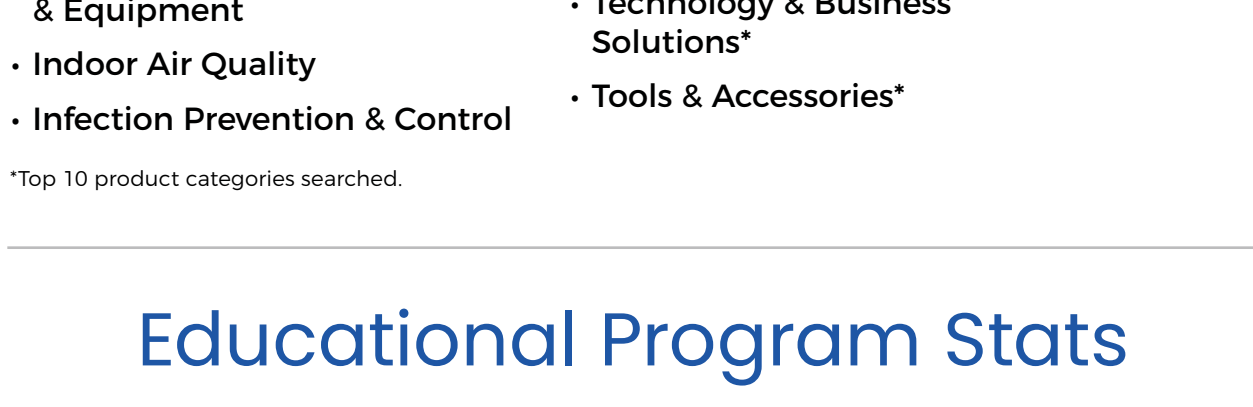 & Equipment
• Indoor Air Quality
• Infection Prevention & Control
• Technology & Business
Solutions*
• Tools & Accessories*
*Top 10 product categories searched.
Educational Program Stats